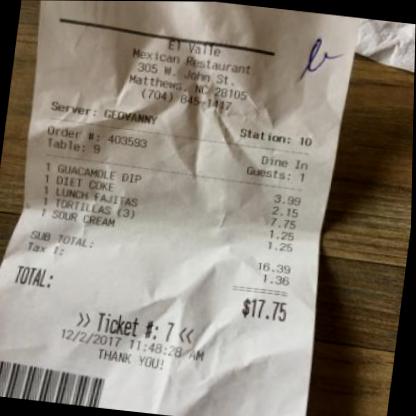 El Valle
Mexican Restaurant
305 W. John St.
Matthews, NC 28105
(704) 845-1417
Server: GEOVANNY Station: 10
Order #: 403593 Dine In
Table: 9 Guests: 1
1 GUACAMOLE DIP 3.99
1 DIET COKE 2.15
1 LUNCH FAJITAS 7.75
1 TORTILLAS (3) 1.25
1 SOUR CREAM 1.25
SUB TOTAL: 16.39
Tax 1: 1.36
TOTAL: $17.75
>> Ticket #: 7 <<
12/2/2017 11:48:28 AM
THANK YOU!